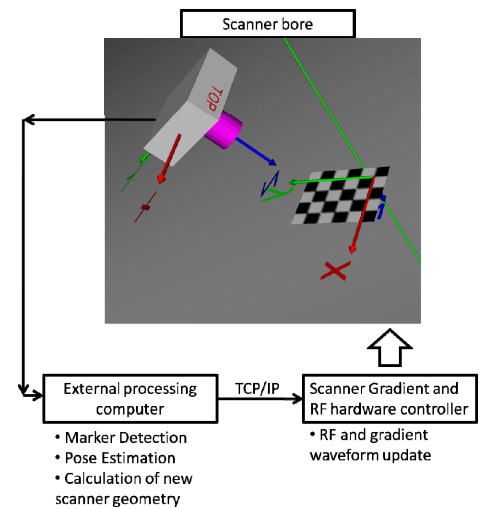 Scanner bore
TOP
X
External processing
computer
TCP/IP
Scanner Gradient and
RF hardware controller
• Marker Detection
• Pose Estimation
• Calculation of new
scanner geometry
• RF and gradient
waveform update